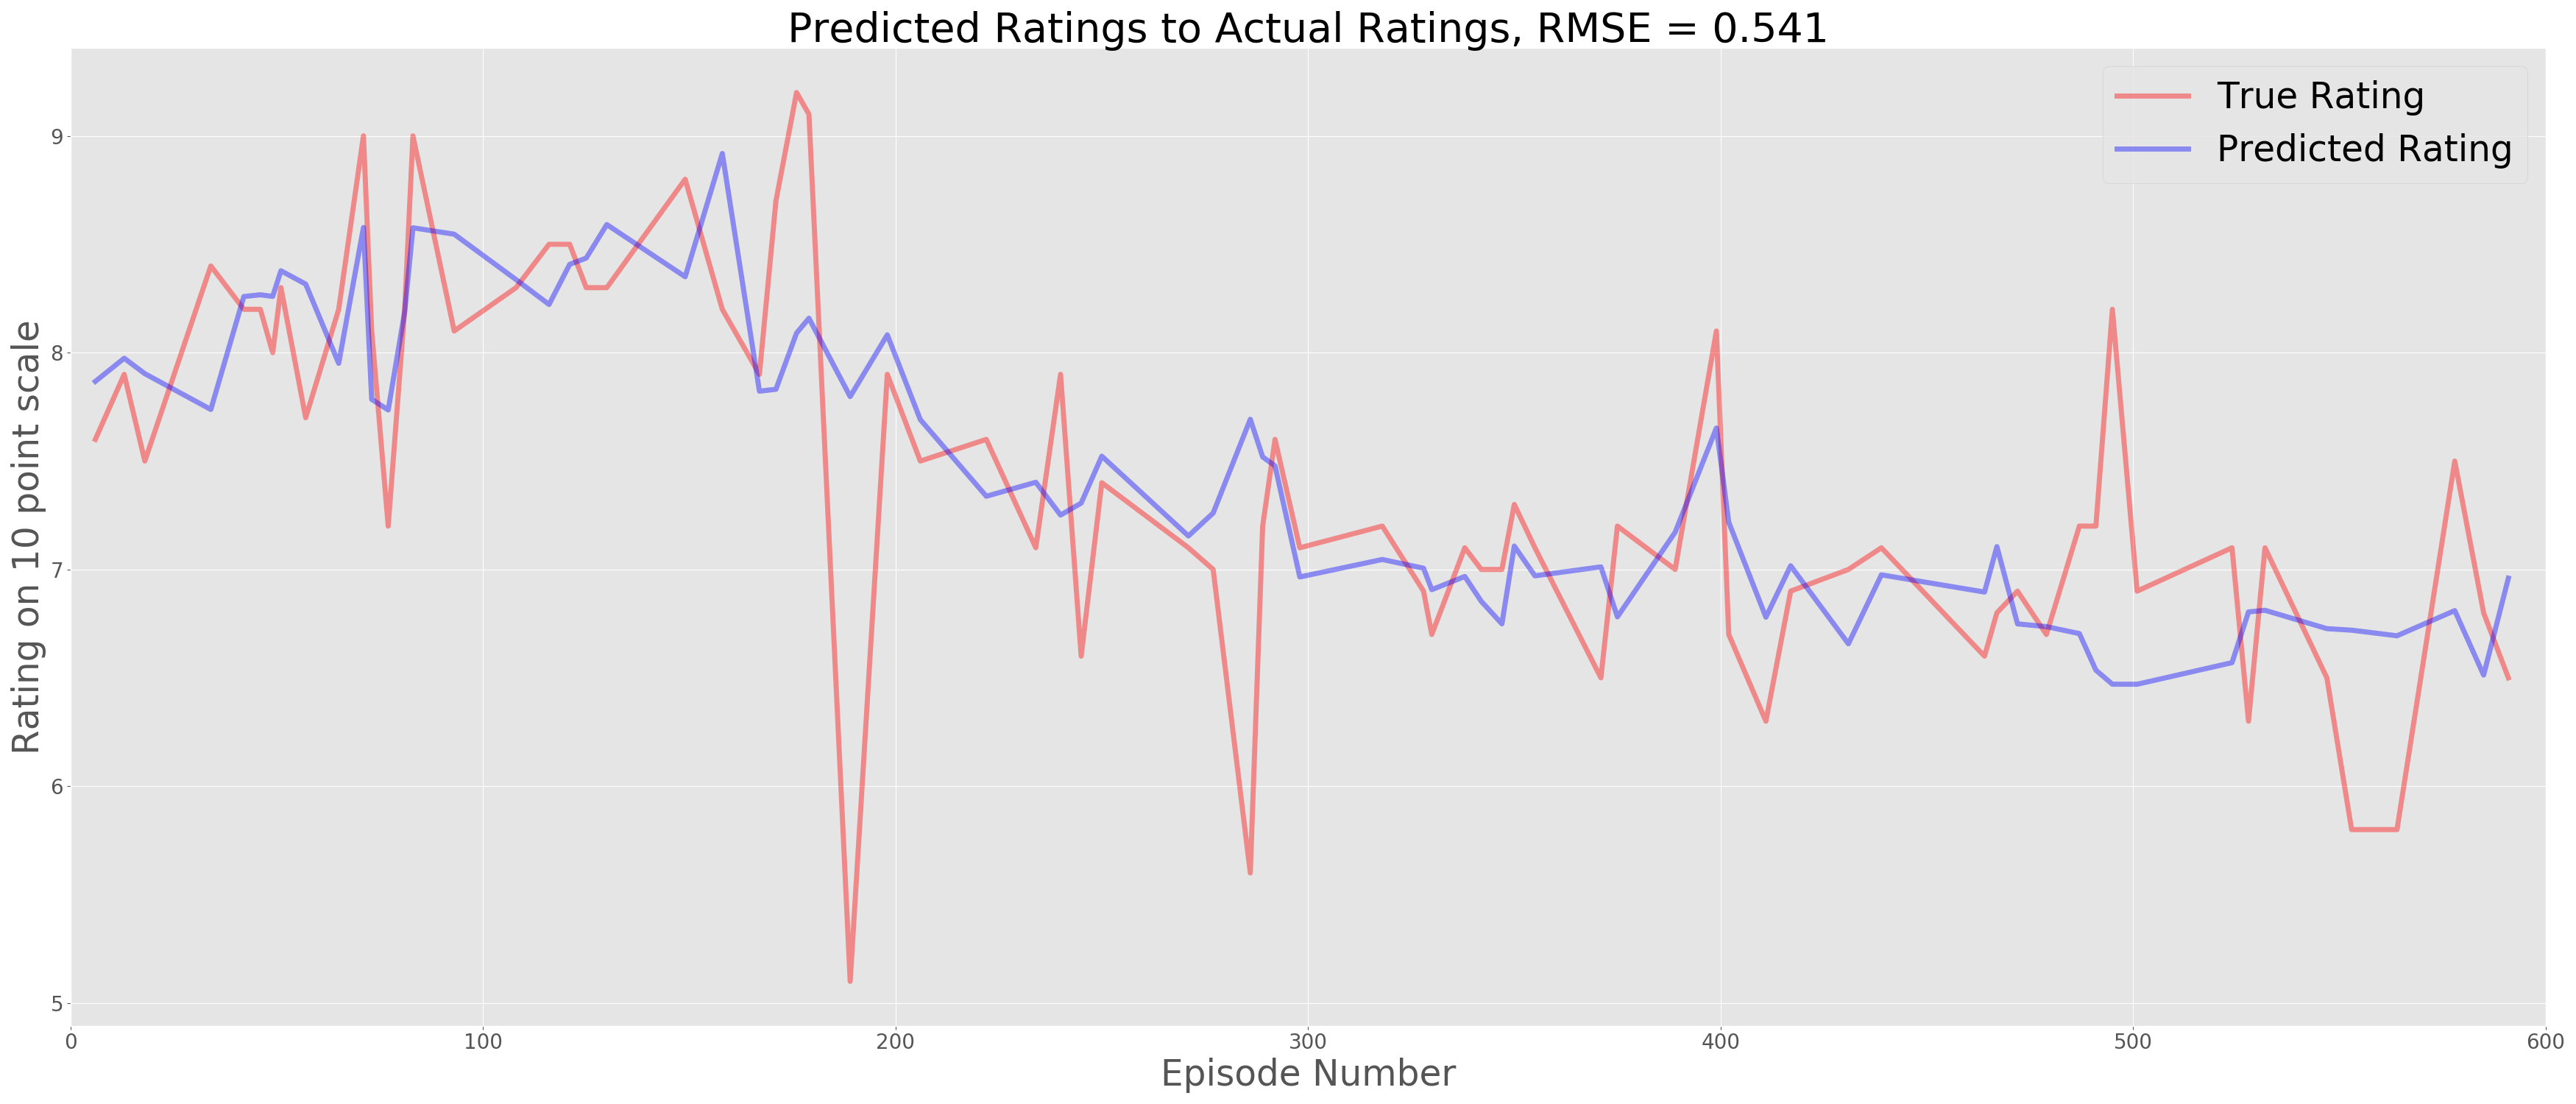 Predicted Ratings to Actual Ratings, RMSE = 0.541
True Rating
Predicted Rating
Rating on 10 point scale
9
8
7
6
5
0 100 200 300 400 500 600
Episode Number